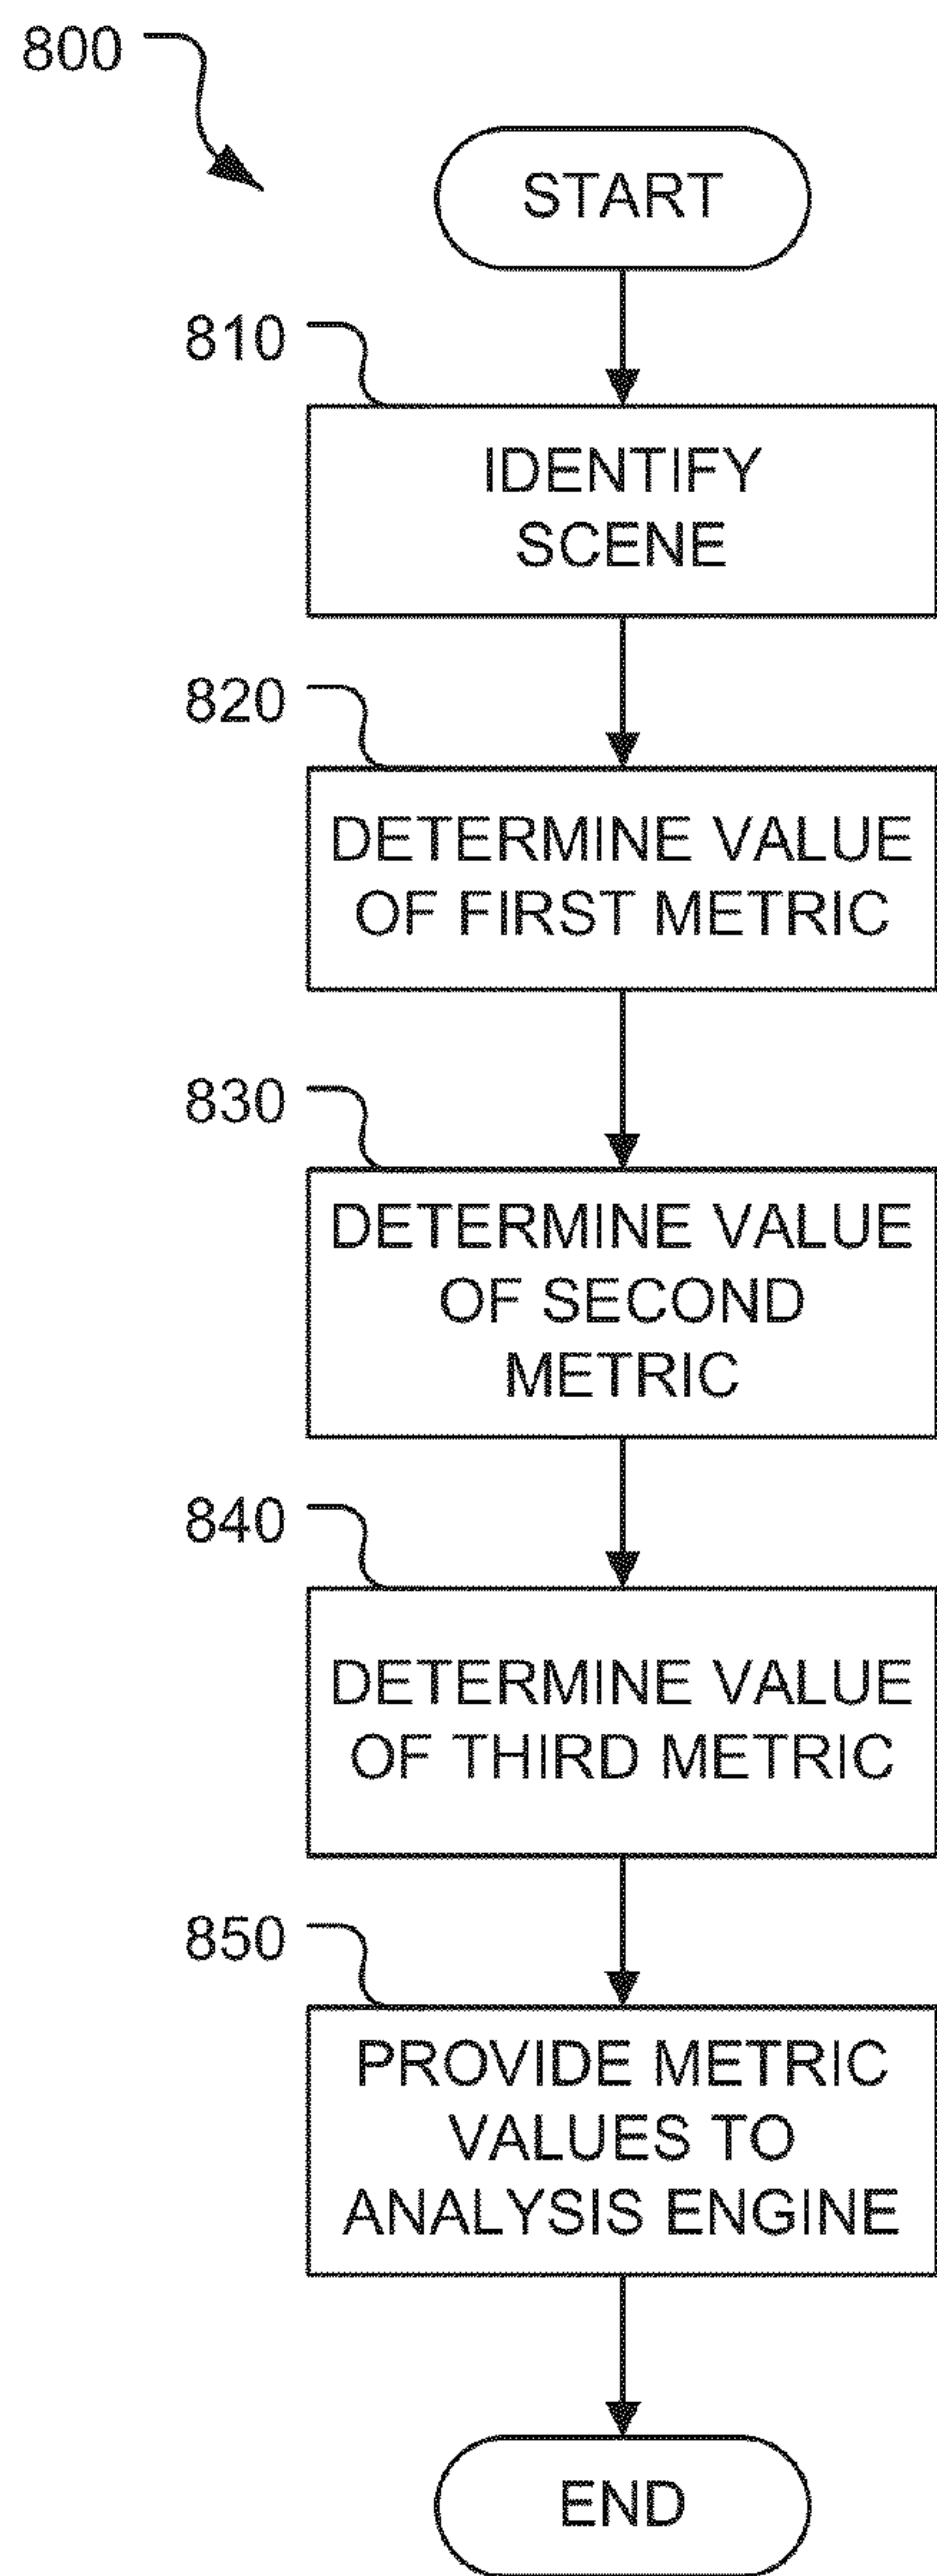 800
START
810
IDENTIFY
SCENE
820
DETERMINE VALUE
OF FIRST METRIC
830
DETERMINE VALUE
OF SECOND
METRIC
840
DETERMINE VALUE
OF THIRD METRIC
850
PROVIDE METRIC
VALUES TO
ANALYSIS ENGINE
END